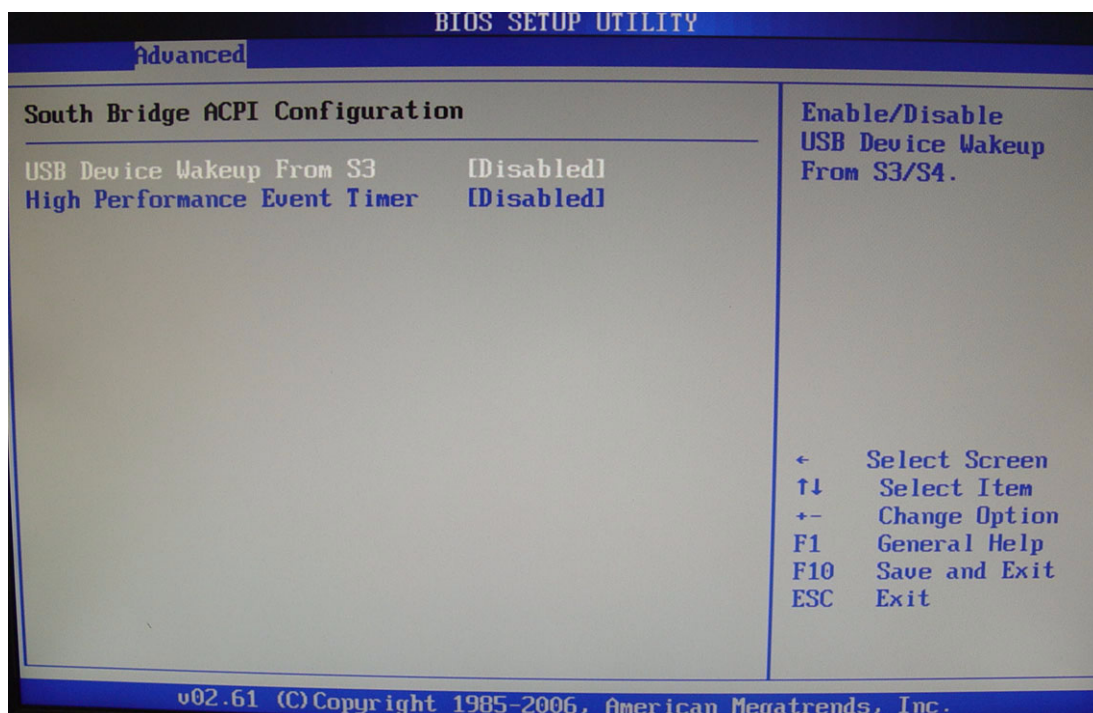 BIOS SETUP UTILITY
Advanced
South Bridge ACPI Configuration
USB Device Wakeup From S3 [Disabled]
High Performance Event Timer [Disabled]
Enable/Disable
USB Device Wakeup
From S3/S4.
← Select Screen
↑↓ Select Item
+- Change Option
F1 General Help
F10 Save and Exit
ESC Exit
v02.61 (C)Copyright 1985-2006, American Megatrends, Inc.